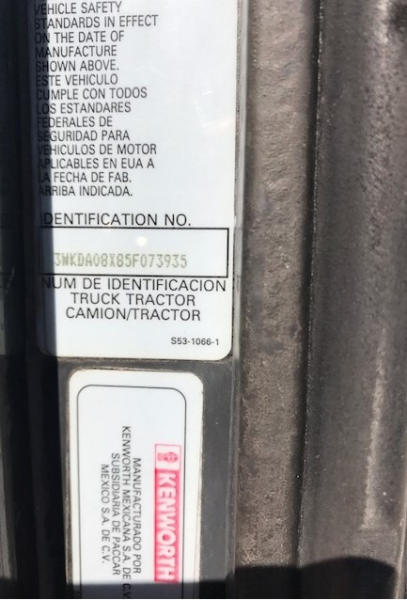 VEHICLE SAFETY
STANDARDS IN EFFECT
ON THE DATE OF
MANUFACTURE
SHOWN ABOVE.
ESTE VEHICULO
CUMPLE CON TODOS
LOS ESTANDARES
FEDERALES DE
SEGURIDAD PARA
VEHICULOS DE MOTOR
APLICABLES EN EUA A
LA FECHA DE FAB.
ARRIBA INDICADA.
IDENTIFICATION NO.
3WKDA08X85F073935
NUM DE IDENTIFICACION
TRUCK TRACTOR
CAMION/TRACTOR
S53-1066-1
KENWORTH
MANUFACTURADO POR
KENWORTH MEXICANA S.A. DE C.V.
SUBSIDIARIA DE PACCAR
MEXICO S.A. DE C.V.